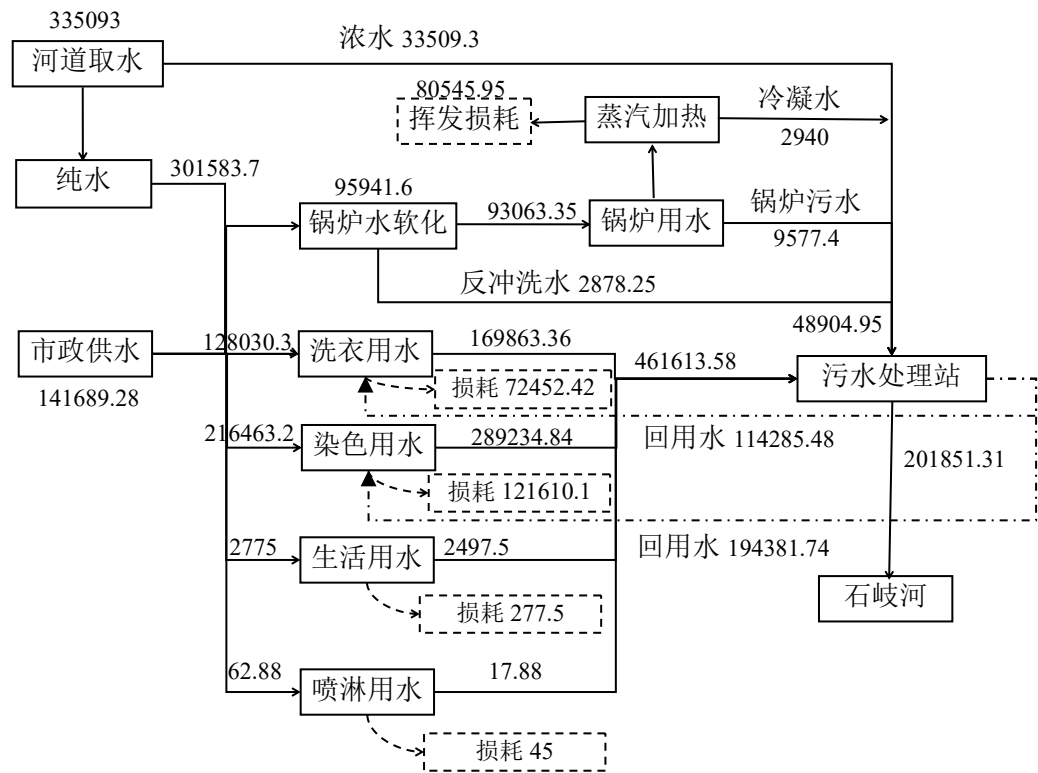 335093
河道取水
浓水 33509.3
80545.95
挥发损耗
蒸汽加热
冷凝水
2940
纯水
301583.7
95941.6
锅炉水软化
93063.35
锅炉用水
锅炉污水
9577.4
反冲洗水 2878.25
48904.95
市政供水
141689.28
128030.3
洗衣用水
169863.36
461613.58
污水处理站
损耗 72452.42
216463.2
染色用水
289234.84
回用水 114285.48
201851.31
损耗 121610.1
回用水 194381.74
2775
生活用水
2497.5
石岐河
损耗 277.5
62.88
喷淋用水
17.88
损耗 45